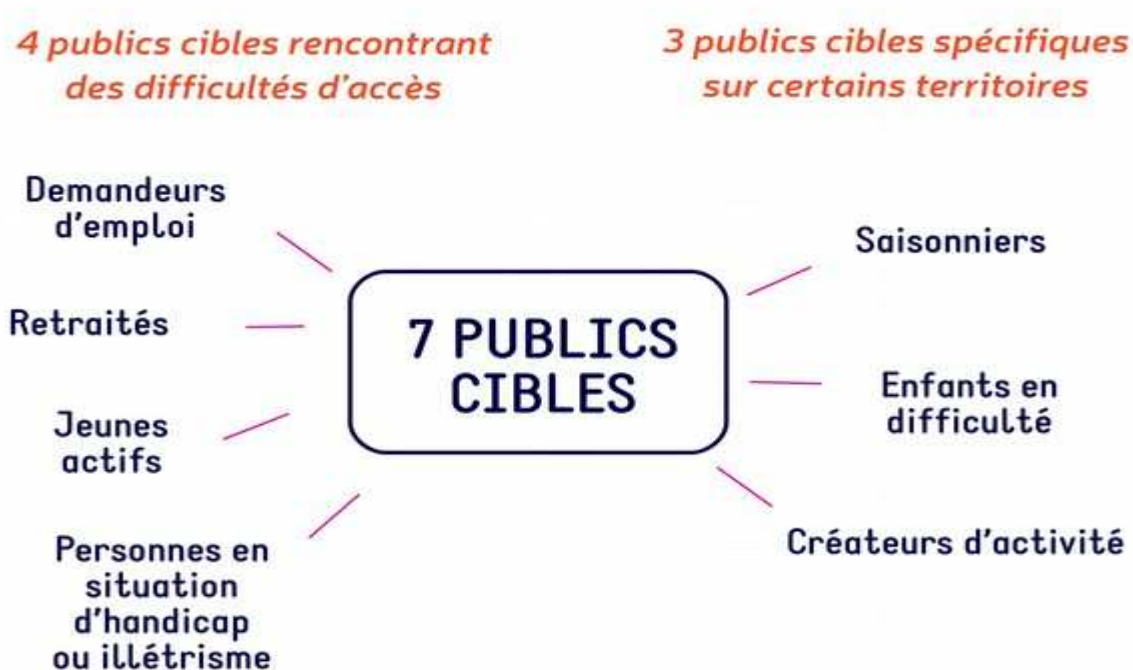 4 publics cibles rencontrant
des difficultés d'accès
3 publics cibles spécifiques
sur certains territoires
Demandeurs
d'emploi
Retraités
Jeunes
actifs
Personnes en
situation
d'handicap
ou illétrisme
7 PUBLICS
CIBLES
Saisonniers
Enfants en
difficulté
Créateurs d'activité